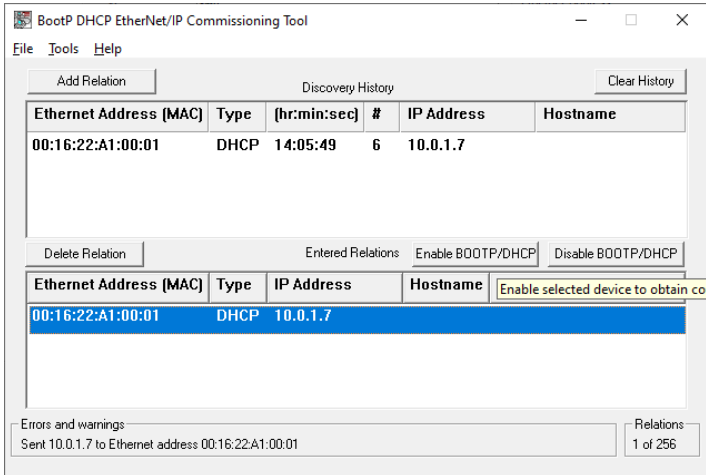 BootP DHCP EtherNet/IP Commissioning Tool
File Tools Help
Add Relation Discovery History Clear History
Ethernet Address (MAC) Type (hr:min:sec) # IP Address Hostname
00:16:22:A1:00:01 DHCP 14:05:49 6 10.0.1.7
Delete Relation Entered Relations Enable BOOTP/DHCP Disable BOOTP/DHCP
Ethernet Address (MAC) Type IP Address Hostname Enable selected device to obtain co
00:16:22:A1:00:01 DHCP 10.0.1.7
Errors and warnings Relations
Sent 10.0.1.7 to Ethernet address 00:16:22:A1:00:01 1 of 256